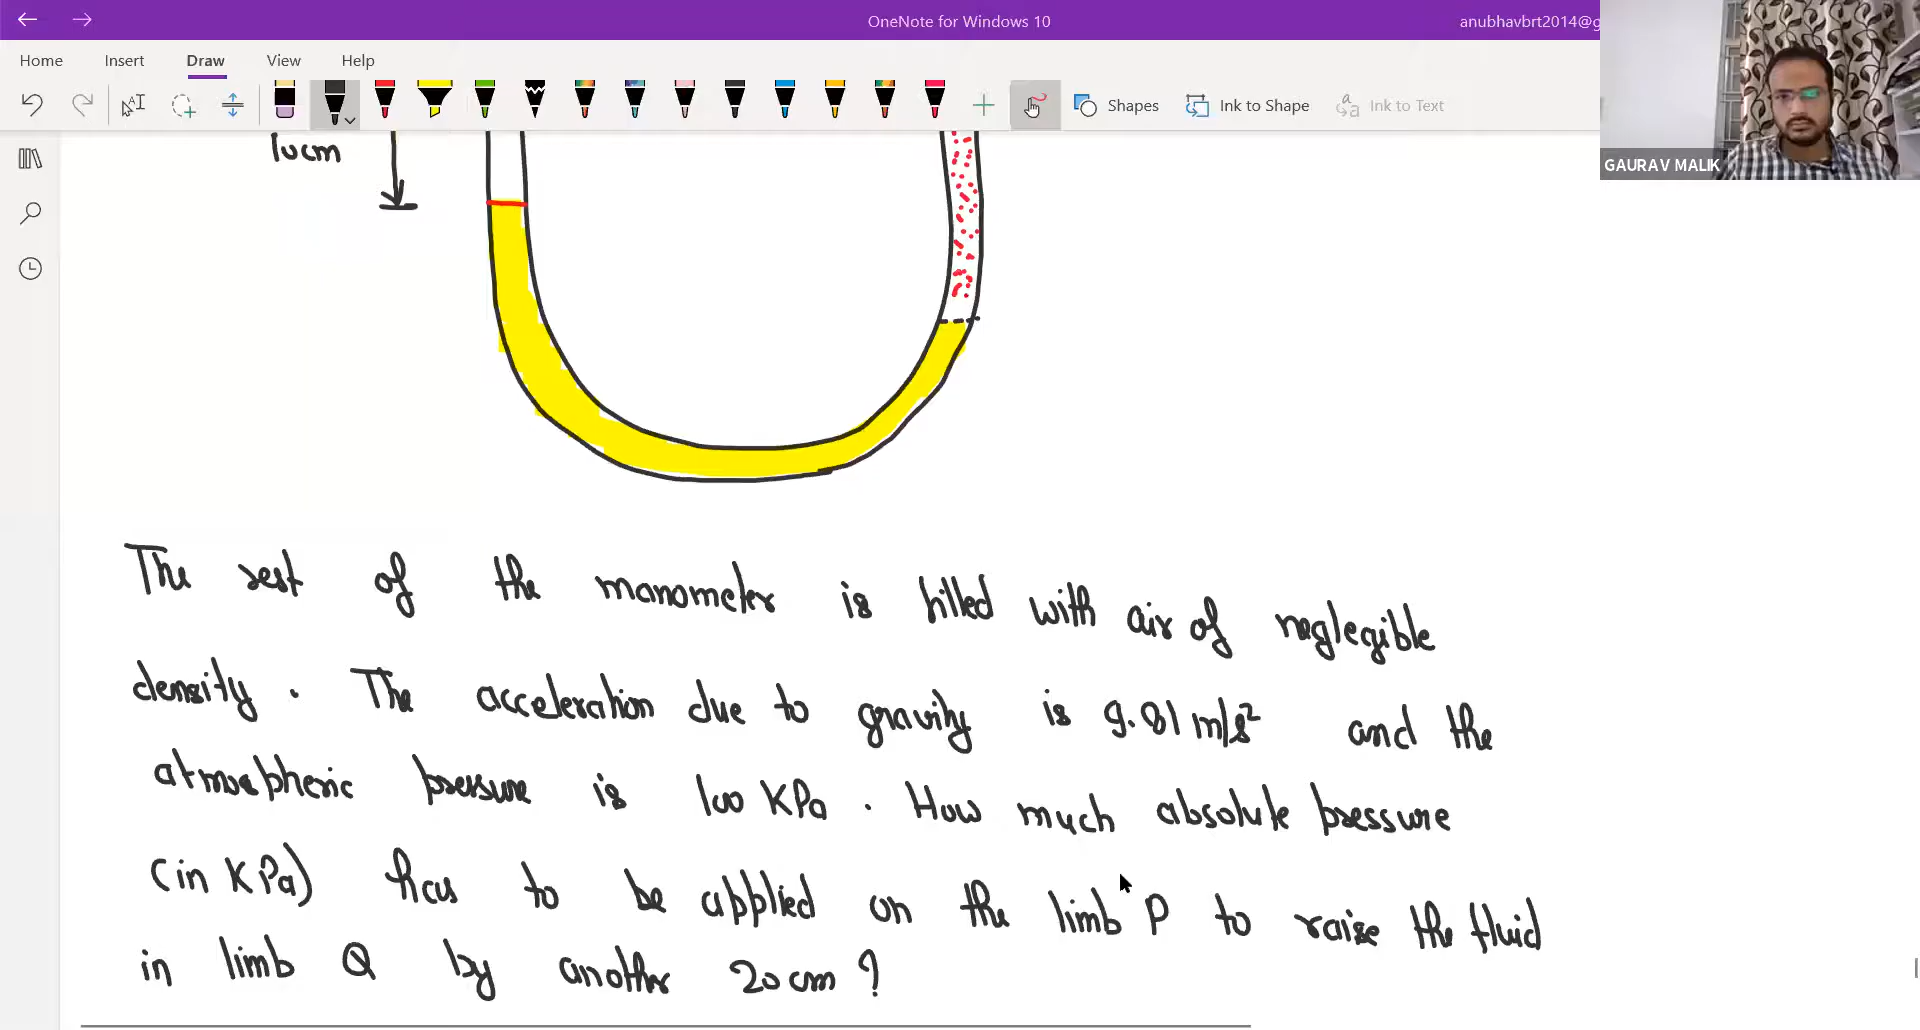 OneNote for Windows 10
anubhavbrt2014@g
Home Insert Draw View Help
Shapes Ink to Shape Ink to Text
GAURAV MALIK
10cm
The rest of the manometer is filled with air of neglegible
density. The acceleration due to gravity is 9.81 m/s² and the
atmospheric pressure is 100 KPa. How much absolute pressure
(in KPa) has to be applied on the limb P to raise the fluid
in limb Q by another 20cm?